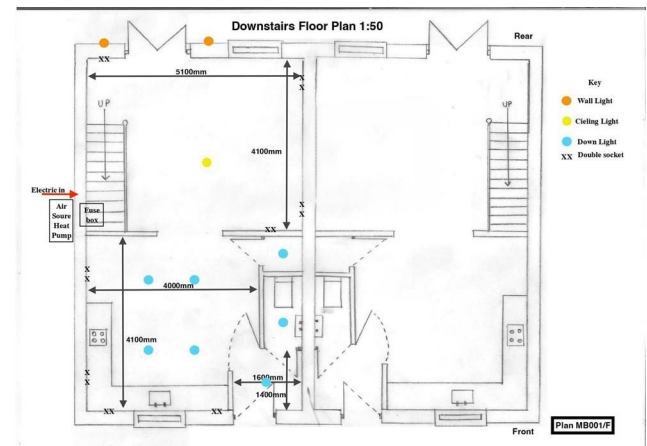 Downstairs Floor Plan 1:50
Rear
XX
5100mm
X
X
Key
Wall Light
Cieling Light
Down Light
XX Double socket
UP
UP
4100mm
Electric in
Air
Soure
Heat
Pump
Fuse
box
X
X
XX
X
X
4000mm
4100mm
X
X
1600mm
1400mm
XX
XX
Front
Plan MB001/F